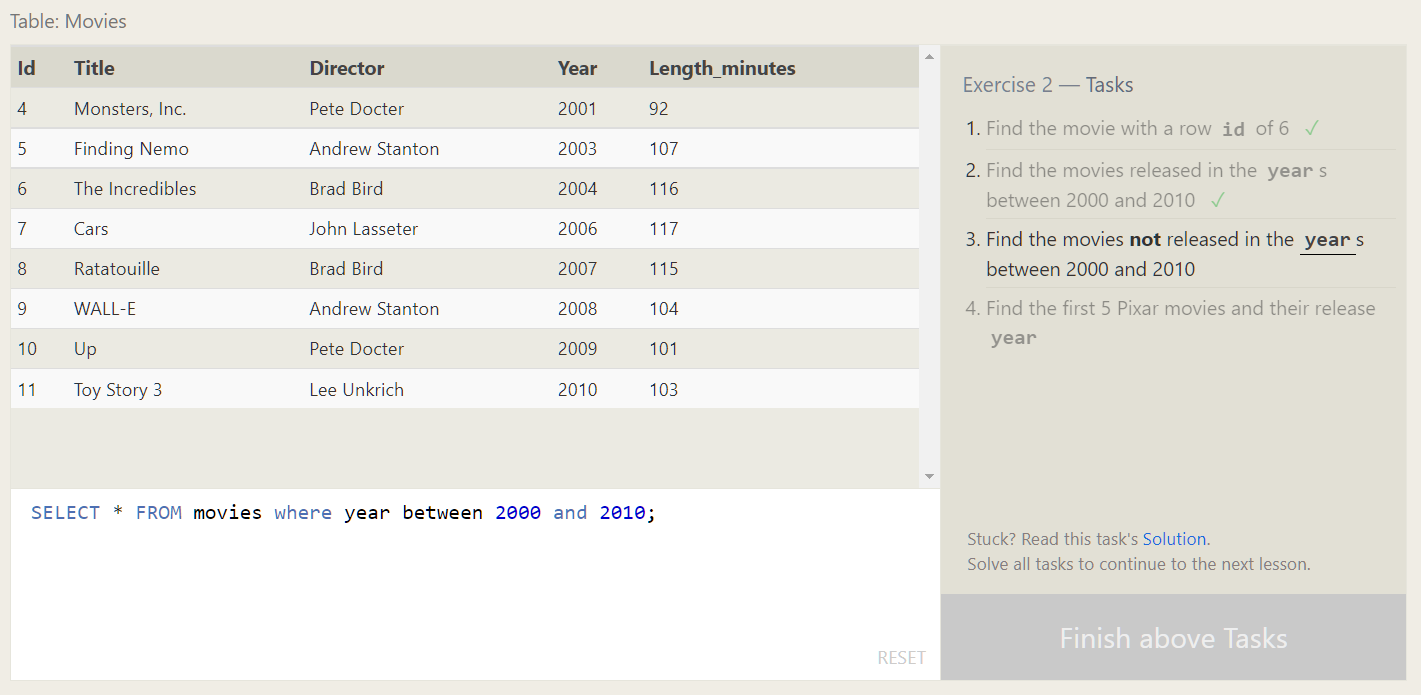 Table: Movies
Id Title Director Year Length_minutes
4 Monsters, Inc. Pete Docter 2001 92
5 Finding Nemo Andrew Stanton 2003 107
6 The Incredibles Brad Bird 2004 116
7 Cars John Lasseter 2006 117
8 Ratatouille Brad Bird 2007 115
9 WALL-E Andrew Stanton 2008 104
10 Up Pete Docter 2009 101
11 Toy Story 3 Lee Unkrich 2010 103
SELECT * FROM movies where year between 2000 and 2010;
RESET
Exercise 2 — Tasks
1. Find the movie with a row id of 6 ✓
2. Find the movies released in the year s
between 2000 and 2010 ✓
3. Find the movies not released in the year s
between 2000 and 2010
4. Find the first 5 Pixar movies and their release
year
Stuck? Read this task's Solution.
Solve all tasks to continue to the next lesson.
Finish above Tasks